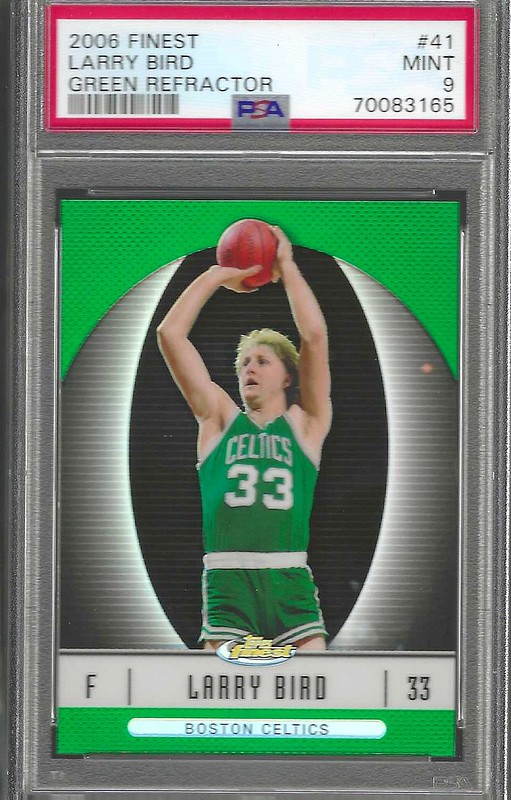 2006 FINEST #41
LARRY BIRD MINT
GREEN REFRACTOR 9
PSA 70083165
CELTICS
33
Topps
Finest
F LARRY BIRD 33
BOSTON CELTICS